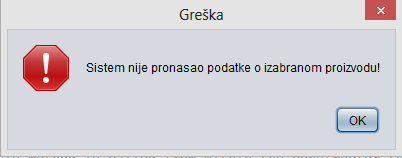 Greška
Sistem nije pronasao podatke o izabranom proizvodu!
OK